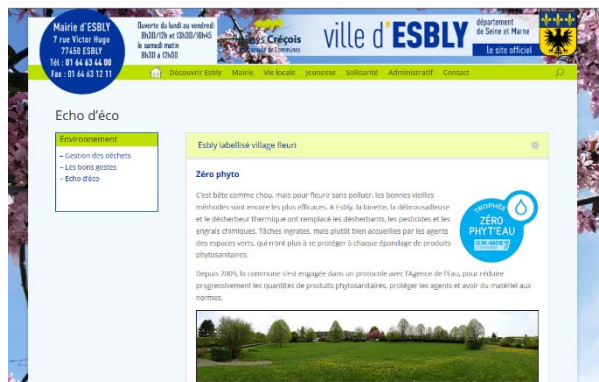 Mairie d'ESBLY
7 rue Victor Hugo
77450 ESBLY
Tél : 01 64 63 44 00
Fax : 01 64 63 12 11
Ouverte du lundi au vendredi
8h30/12h et 13h30/16h45
le samedi matin
8h30 à 12h00
Pays Créçois
de Communes
ville d'ESBLY
département
de Seine et Marne
le site officiel
Découvrir Esbly Mairie Vie locale Jeunesse Solidarité Administratif Contact
Echo d'éco
Environnement
– Gestion des déchets
– Les bons gestes
– Echo d'éco
Esbly labellisé village fleuri
Zéro phyto
C'est bête comme chou, mais pour fleurir sans polluer, les bonnes vieilles
méthodes sont encore les plus efficaces. A Esbly, la binette, la débrousailleuse
et le désherbeur thermique ont remplacé les désherbants, les pesticides et les
engrais chimiques. Tâches ingrates, mais plutôt bien accueillies par les agents
des espaces verts, qui n'ont plus à se protéger à chaque épandage de produits
phytosanitaires.
TROPHÉE
ZÉRO
PHYT'EAU
SEINE-MARNE
Depuis 2009, la commune s'est engagée dans un protocole avec l'Agence de l'Eau, pour réduire
progressivement les quantités de produits phytosanitaires, protéger les agents et avoir du matériel aux
normes.